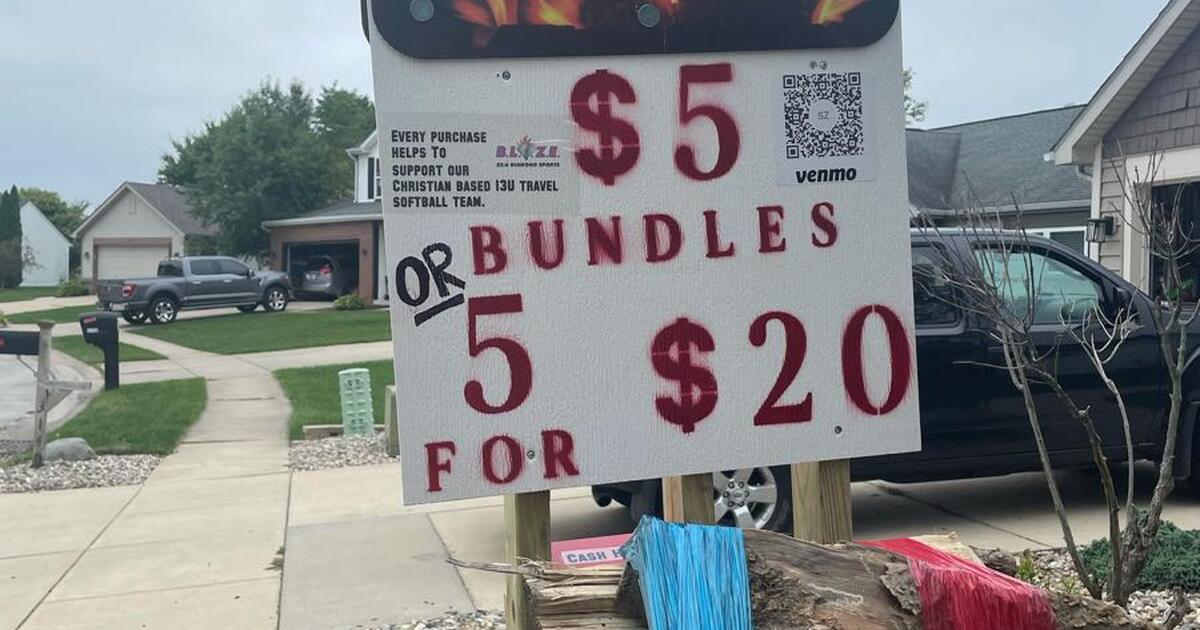 $5
EVERY PURCHASE
HELPS TO
SUPPORT OUR
CHRISTIAN BASED 13U TRAVEL
SOFTBALL TEAM.
B.L.Z.E.
SZ
venmo
BUNDLES
OR
5
$20
FOR
CASH